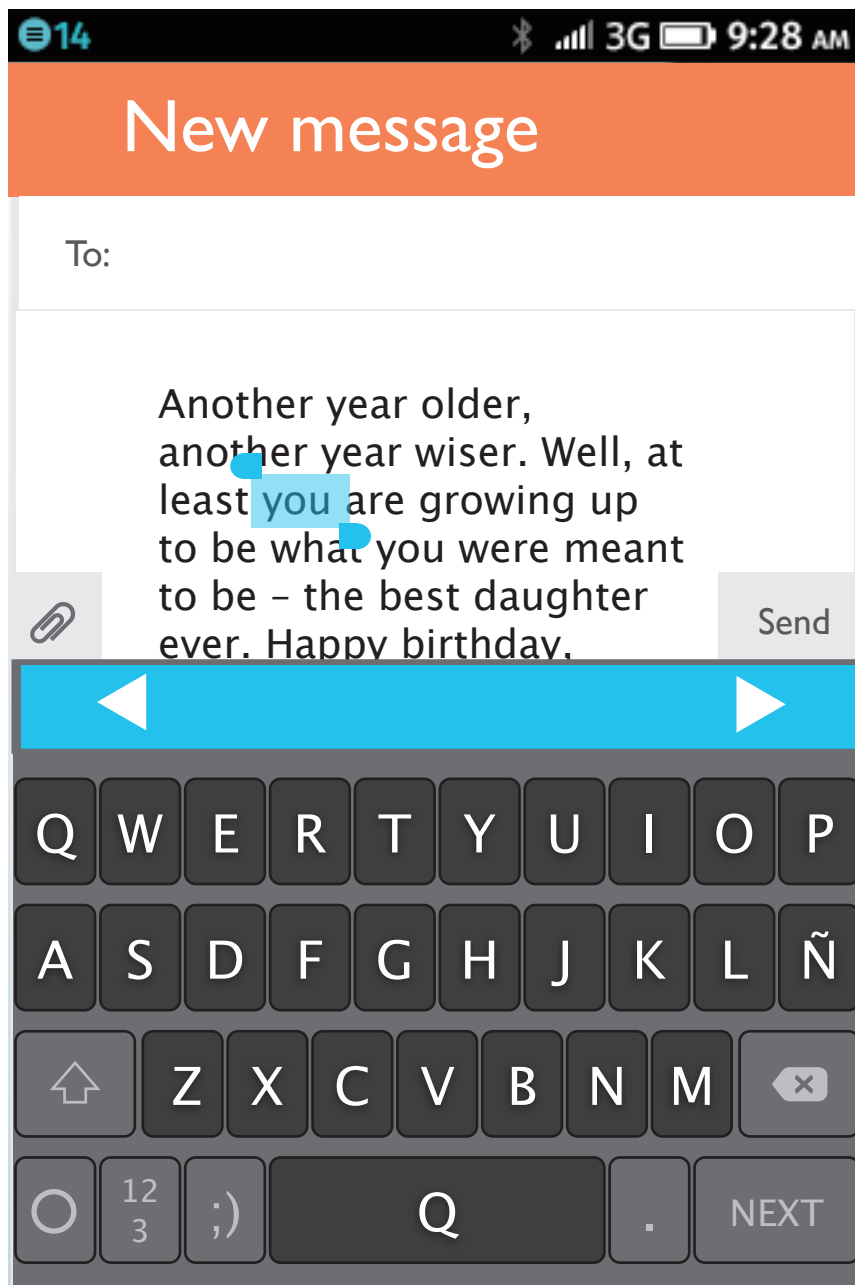 14 3G 9:28 AM
New message
To:
Another year older,
another year wiser. Well, at
least you are growing up
to be what you were meant
to be – the best daughter
ever. Happy birthday,
Send
Q W E R T Y U I O P
A S D F G H J K L Ñ
Z X C V B N M
12
3
;) Q . NEXT